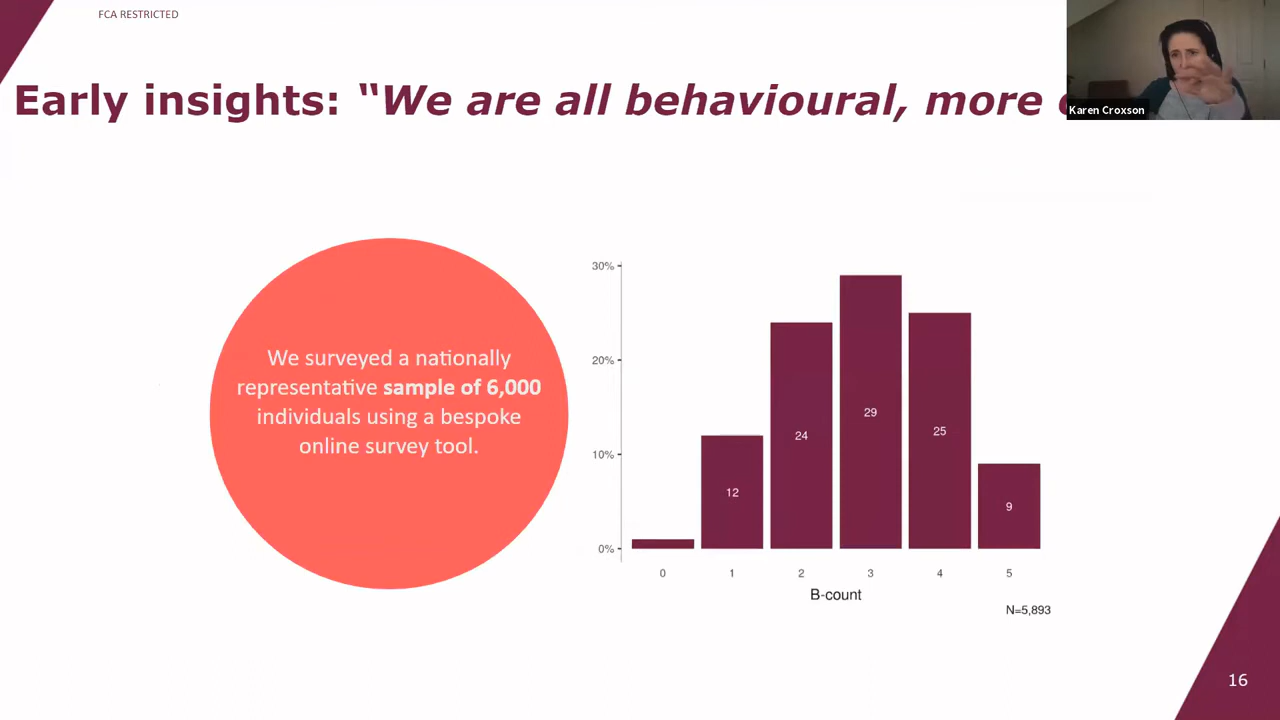 FCA RESTRICTED
Early insights: “We are all behavioural, more
Karen Croxson
We surveyed a nationally
representative sample of 6,000
individuals using a bespoke
online survey tool.
30%
20%
10%
0%
12
24
29
25
9
0
1
2
3
4
5
B-count
N=5,893
16